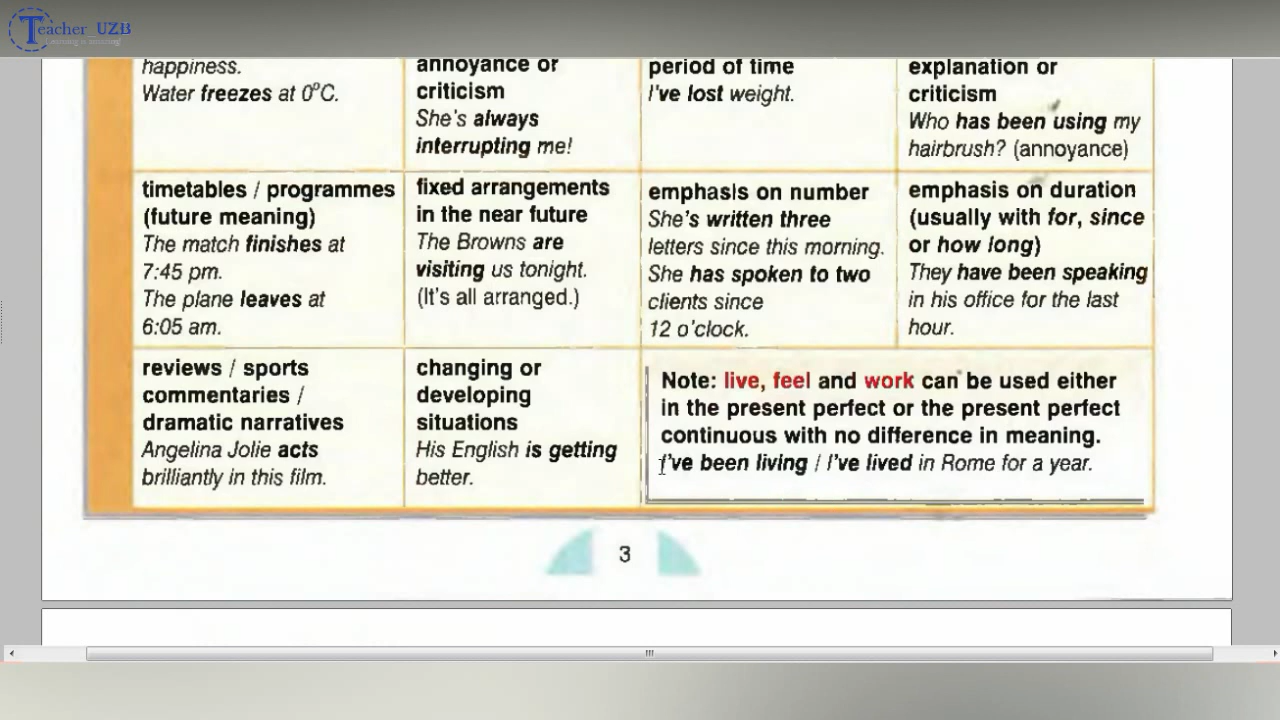 Teacher_UZB
happiness.
Water freezes at 0°C.
annoyance or
criticism
She's always
interrupting me!
period of time
I've lost weight.
explanation or
criticism
Who has been using my
hairbrush? (annoyance)
timetables / programmes
(future meaning)
The match finishes at
7:45 pm.
The plane leaves at
6:05 am.
fixed arrangements
in the near future
The Browns are
visiting us tonight.
(It's all arranged.)
emphasis on number
She's written three
letters since this morning.
She has spoken to two
clients since
12 o'clock.
emphasis on duration
(usually with for, since
or how long)
They have been speaking
in his office for the last
hour.
reviews / sports
commentaries /
dramatic narratives
Angelina Jolie acts
brilliantly in this film.
changing or
developing
situations
His English is getting
better.
Note: live, feel and work can be used either
in the present perfect or the present perfect
continuous with no difference in meaning.
I've been living / I've lived in Rome for a year.
3